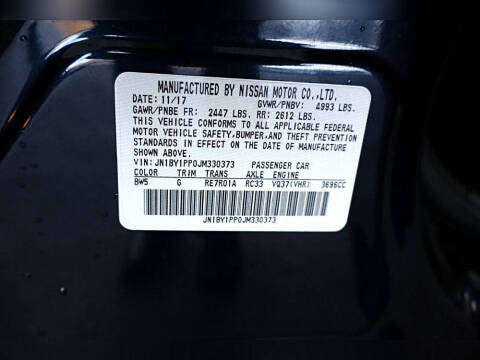 MANUFACTURED BY NISSAN MOTOR CO.,LTD.
DATE: 11/17 GVWR/PNBV: 4993 LBS.
GAWR/PNBE FR: 2447 LBS. RR: 2612 LBS.
THIS VEHICLE CONFORMS TO ALL APPLICABLE FEDERAL
MOTOR VEHICLE SAFETY,BUMPER,AND THEFT PREVENTION
STANDARDS IN EFFECT ON THE DATE OF MANUFACTURE
SHOWN ABOVE.
VIN: JN1BY1PP0JM330373 PASSENGER CAR
COLOR TRIM TRANS AXLE ENGINE
BW5 G RE7R01A RC33 VQ37(VHR) 3696CC
JN1BY1PP0JM330373